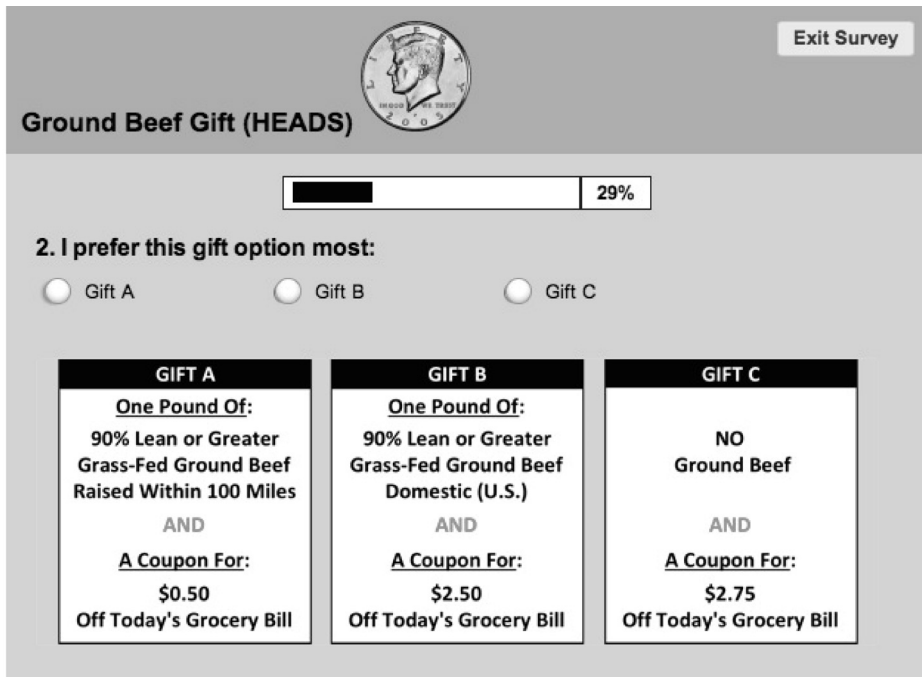 Exit Survey
LIBERTY
IN GOD WE TRUST
2005
Ground Beef Gift (HEADS)
29%
2. I prefer this gift option most:
Gift A
Gift B
Gift C
GIFT A
One Pound Of:
90% Lean or Greater
Grass-Fed Ground Beef
Raised Within 100 Miles
AND
A Coupon For:
$0.50
Off Today's Grocery Bill
GIFT B
One Pound Of:
90% Lean or Greater
Grass-Fed Ground Beef
Domestic (U.S.)
AND
A Coupon For:
$2.50
Off Today's Grocery Bill
GIFT C
NO
Ground Beef
AND
A Coupon For:
$2.75
Off Today's Grocery Bill